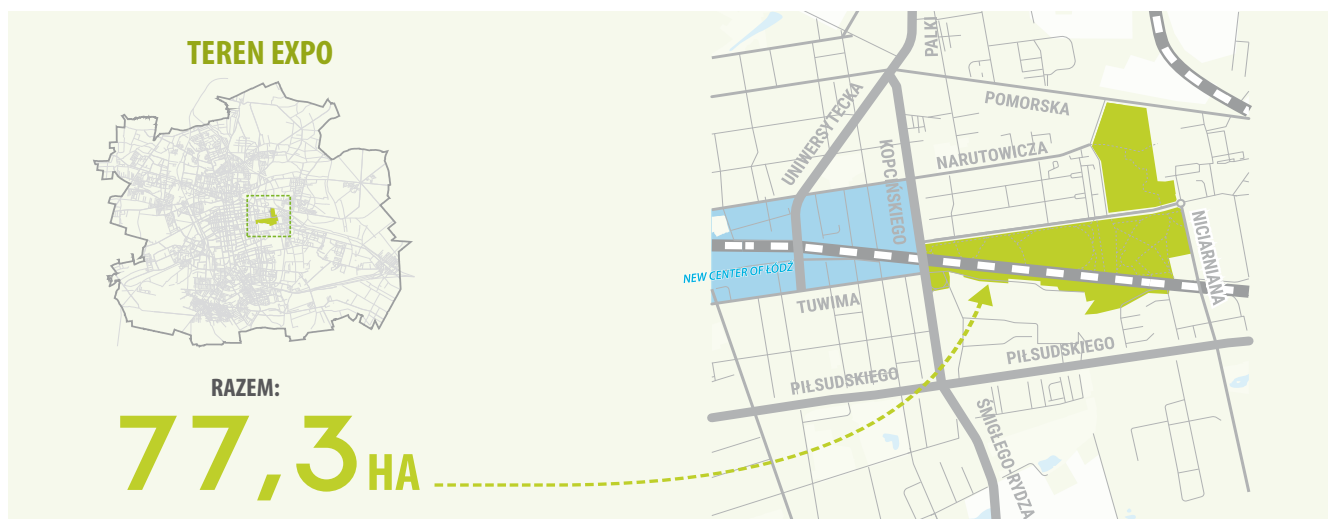 TEREN EXPO
RAZEM:
77,3 HA
PALKI
POMORSKA
UNIWERSYTECKA
KOPCIŃSKIEGO
NARUTOWICZA
NICIARNIANA
NEW CENTER OF ŁÓDŹ
TUWIMA
PIŁSUDSKIEGO
PIŁSUDSKIEGO
ŚMIGŁEGO-RYDZA